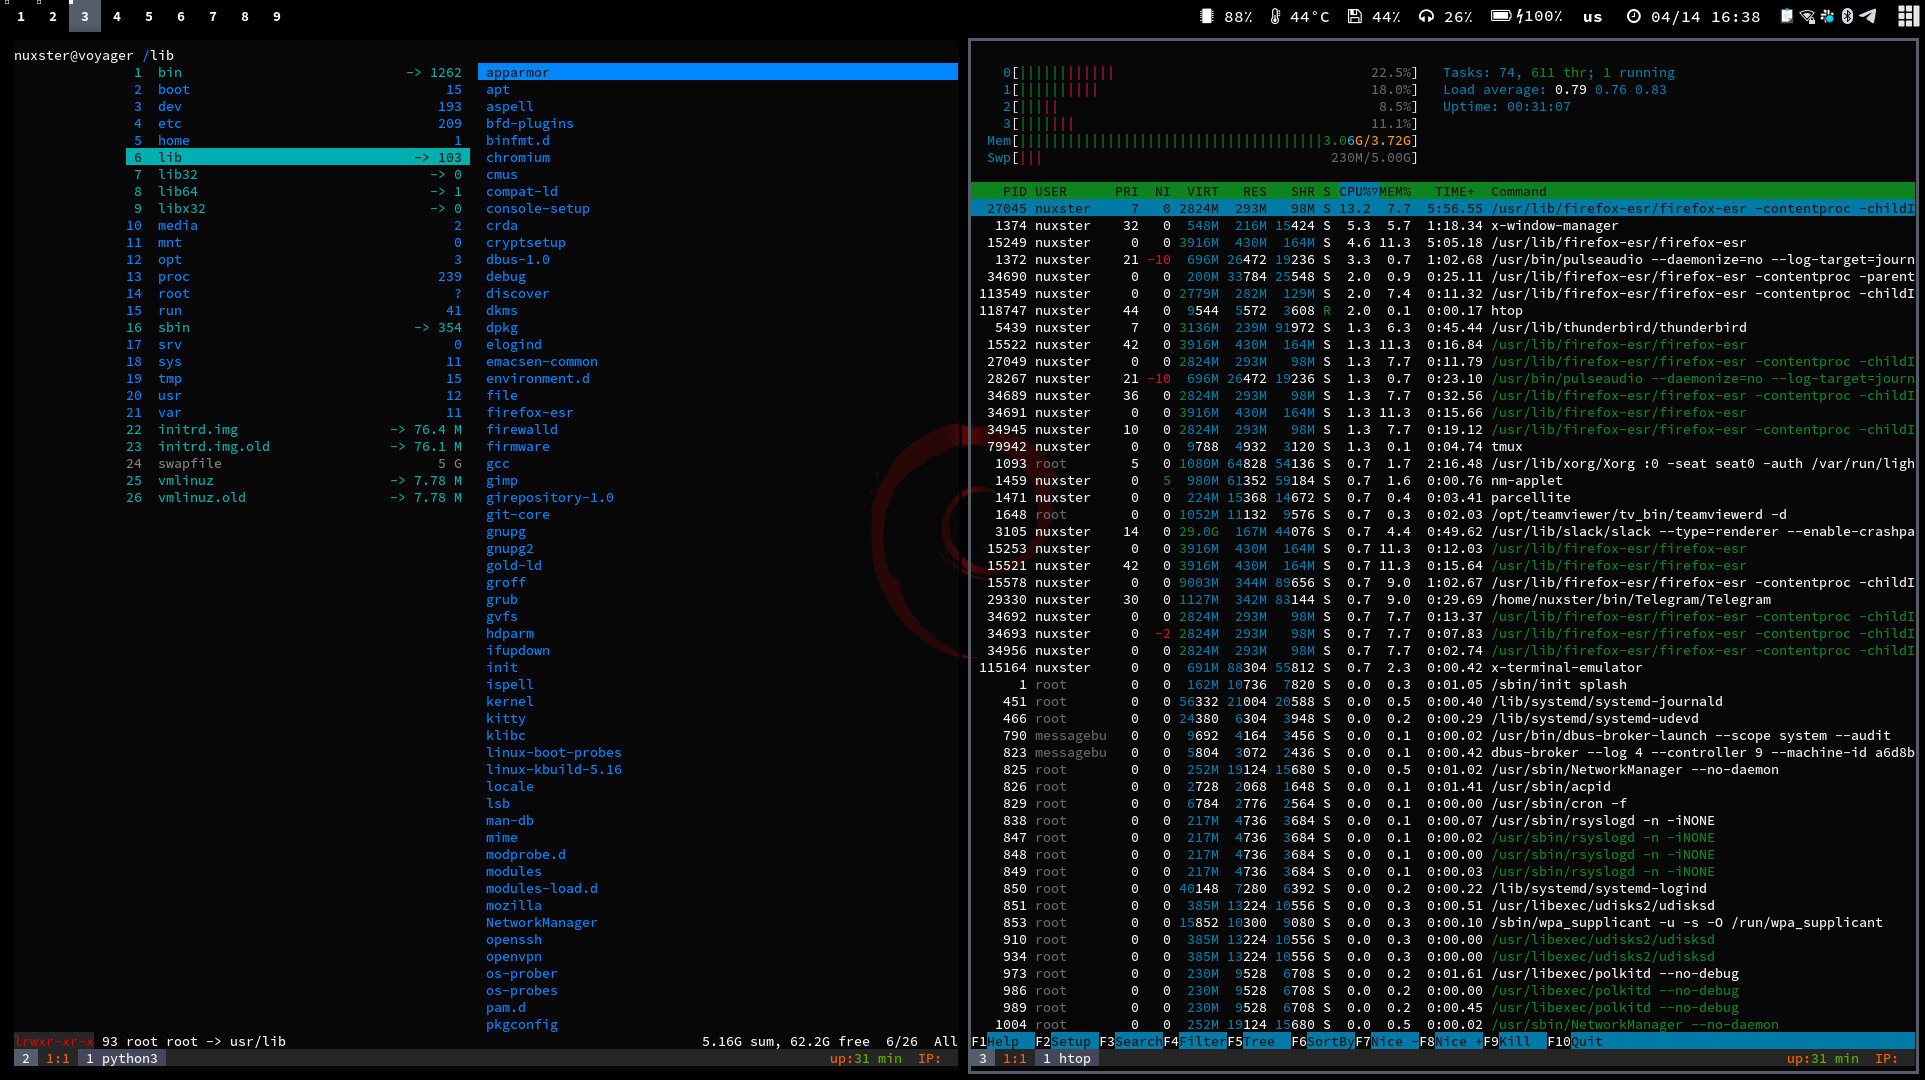 1 2 3 4 5 6 7 8 9 88% 44°C 44% 26% 100% us 04/14 16:38
nuxster@voyager /lib
1 bin -> 1262
2 boot 15
3 dev 193
4 etc 209
5 home 1
6 lib -> 103
7 lib32 -> 0
8 lib64 -> 1
9 libx32 -> 0
10 media 2
11 mnt 0
12 opt 3
13 proc 239
14 root ?
15 run 41
16 sbin -> 354
17 srv 0
18 sys 11
19 tmp 15
20 usr 12
21 var 11
22 initrd.img -> 76.4 M
23 initrd.img.old -> 76.1 M
24 swapfile 5 G
25 vmlinuz -> 7.78 M
26 vmlinuz.old -> 7.78 M
apparmor
apt
aspell
bfd-plugins
binfmt.d
chromium
cmus
compat-ld
console-setup
crda
cryptsetup
dbus-1.0
debug
discover
dkms
dpkg
elogind
emacsen-common
environment.d
file
firefox-esr
firewalld
firmware
gcc
gimp
girepository-1.0
git-core
gnupg
gnupg2
gold-ld
groff
grub
gvfs
hdparm
ifupdown
init
ispell
kernel
kitty
klibc
linux-boot-probes
linux-kbuild-5.16
locale
lsb
man-db
mime
modprobe.d
modules
modules-load.d
mozilla
NetworkManager
openssh
openvpn
os-prober
os-probes
pam.d
pkgconfig
lrwxr-xr-x 93 root root -> usr/lib 5.16G sum, 62.2G free 6/26 All
2 1:1 1 python3 up:31 min IP:
0[|||||||||||| 22.5%] Tasks: 74, 611 thr; 1 running
1[|||||||||| 18.0%] Load average: 0.79 0.76 0.83
2[||||| 8.5%] Uptime: 00:31:07
3[||||||| 11.1%]
Mem[||||||||||||||||||||||||||||||||||||||3.06G/3.72G]
Swp[||| 230M/5.00G]
PID USER PRI NI VIRT RES SHR S CPU%▽MEM% TIME+ Command
27045 nuxster 7 0 2824M 293M 98M S 13.2 7.7 5:56.55 /usr/lib/firefox-esr/firefox-esr -contentproc -childI
1374 nuxster 32 0 548M 216M 15424 S 5.3 5.7 1:18.34 x-window-manager
15249 nuxster 0 0 3916M 430M 164M S 4.6 11.3 5:05.18 /usr/lib/firefox-esr/firefox-esr
1372 nuxster 21 -10 696M 26472 19236 S 3.3 0.7 1:02.68 /usr/bin/pulseaudio --daemonize=no --log-target=journ
34690 nuxster 0 0 200M 33784 25548 S 2.0 0.9 0:25.11 /usr/lib/firefox-esr/firefox-esr -contentproc -parent
113549 nuxster 0 0 2779M 282M 129M S 2.0 7.4 0:11.32 /usr/lib/firefox-esr/firefox-esr -contentproc -childI
118747 nuxster 44 0 9544 5572 3608 R 2.0 0.1 0:00.17 htop
5439 nuxster 7 0 3136M 239M 91972 S 1.3 6.3 0:45.44 /usr/lib/thunderbird/thunderbird
15522 nuxster 42 0 3916M 430M 164M S 1.3 11.3 0:16.84 /usr/lib/firefox-esr/firefox-esr
27049 nuxster 0 0 2824M 293M 98M S 1.3 7.7 0:11.79 /usr/lib/firefox-esr/firefox-esr -contentproc -childI
28267 nuxster 21 -10 696M 26472 19236 S 1.3 0.7 0:23.10 /usr/bin/pulseaudio --daemonize=no --log-target=journ
34689 nuxster 36 0 2824M 293M 98M S 1.3 7.7 0:32.56 /usr/lib/firefox-esr/firefox-esr -contentproc -childI
34691 nuxster 0 0 3916M 430M 164M S 1.3 11.3 0:15.66 /usr/lib/firefox-esr/firefox-esr
34945 nuxster 10 0 2824M 293M 98M S 1.3 7.7 0:19.12 /usr/lib/firefox-esr/firefox-esr -contentproc -childI
79942 nuxster 0 0 9788 4932 3120 S 1.3 0.1 0:04.74 tmux
1093 root 5 0 1080M 64828 54136 S 0.7 1.7 2:16.48 /usr/lib/xorg/Xorg :0 -seat seat0 -auth /var/run/ligh
1459 nuxster 0 5 980M 61352 59184 S 0.7 1.6 0:00.76 nm-applet
1471 nuxster 0 0 224M 15368 14672 S 0.7 0.4 0:03.41 parcellite
1648 root 0 0 1052M 11132 9576 S 0.7 0.3 0:02.03 /opt/teamviewer/tv_bin/teamviewerd -d
3105 nuxster 14 0 29.0G 167M 44076 S 0.7 4.4 0:49.62 /usr/lib/slack/slack --type=renderer --enable-crashpa
15253 nuxster 0 0 3916M 430M 164M S 0.7 11.3 0:12.03 /usr/lib/firefox-esr/firefox-esr
15521 nuxster 42 0 3916M 430M 164M S 0.7 11.3 0:15.64 /usr/lib/firefox-esr/firefox-esr
15578 nuxster 0 0 9003M 344M 89656 S 0.7 9.0 1:02.67 /usr/lib/firefox-esr/firefox-esr -contentproc -childI
29330 nuxster 30 0 1127M 342M 83144 S 0.7 9.0 0:29.69 /home/nuxster/bin/Telegram/Telegram
34692 nuxster 0 0 2824M 293M 98M S 0.7 7.7 0:13.37 /usr/lib/firefox-esr/firefox-esr -contentproc -childI
34693 nuxster 0 -2 2824M 293M 98M S 0.7 7.7 0:07.83 /usr/lib/firefox-esr/firefox-esr -contentproc -childI
34956 nuxster 0 0 2824M 293M 98M S 0.7 7.7 0:02.74 /usr/lib/firefox-esr/firefox-esr -contentproc -childI
115164 nuxster 0 0 691M 88304 55812 S 0.7 2.3 0:00.42 x-terminal-emulator
1 root 0 0 162M 10736 7820 S 0.0 0.3 0:01.05 /sbin/init splash
451 root 0 0 56332 21004 20588 S 0.0 0.5 0:00.40 /lib/systemd/systemd-journald
466 root 0 0 24380 6304 3948 S 0.0 0.2 0:00.29 /lib/systemd/systemd-udevd
790 messagebu 0 0 9692 4164 3456 S 0.0 0.1 0:00.02 /usr/bin/dbus-broker-launch --scope system --audit
823 messagebu 0 0 5804 3072 2436 S 0.0 0.1 0:00.42 dbus-broker --log 4 --controller 9 --machine-id a6d8b
825 root 0 0 252M 19124 15680 S 0.0 0.5 0:01.02 /usr/sbin/NetworkManager --no-daemon
826 root 0 0 2728 2068 1648 S 0.0 0.1 0:01.41 /usr/sbin/acpid
829 root 0 0 6784 2776 2564 S 0.0 0.1 0:00.00 /usr/sbin/cron -f
838 root 0 0 217M 4736 3684 S 0.0 0.1 0:00.07 /usr/sbin/rsyslogd -n -iNONE
847 root 0 0 217M 4736 3684 S 0.0 0.1 0:00.02 /usr/sbin/rsyslogd -n -iNONE
848 root 0 0 217M 4736 3684 S 0.0 0.1 0:00.00 /usr/sbin/rsyslogd -n -iNONE
849 root 0 0 217M 4736 3684 S 0.0 0.1 0:00.03 /usr/sbin/rsyslogd -n -iNONE
850 root 0 0 40148 7280 6392 S 0.0 0.2 0:00.22 /lib/systemd/systemd-logind
851 root 0 0 385M 13224 10556 S 0.0 0.3 0:00.51 /usr/libexec/udisks2/udisksd
853 root 0 0 15852 10300 9080 S 0.0 0.3 0:00.10 /sbin/wpa_supplicant -u -s -O /run/wpa_supplicant
910 root 0 0 385M 13224 10556 S 0.0 0.3 0:00.00 /usr/libexec/udisks2/udisksd
934 root 0 0 385M 13224 10556 S 0.0 0.3 0:00.00 /usr/libexec/udisks2/udisksd
973 root 0 0 230M 9528 6708 S 0.0 0.2 0:01.61 /usr/libexec/polkitd --no-debug
986 root 0 0 230M 9528 6708 S 0.0 0.2 0:00.00 /usr/libexec/polkitd --no-debug
989 root 0 0 230M 9528 6708 S 0.0 0.2 0:00.45 /usr/libexec/polkitd --no-debug
1004 root 0 0 252M 19124 15680 S 0.0 0.5 0:00.02 /usr/sbin/NetworkManager --no-daemon
F1Help F2Setup F3SearchF4FilterF5Tree F6SortByF7Nice -F8Nice +F9Kill F10Quit
3 1:1 1 htop up:31 min IP: